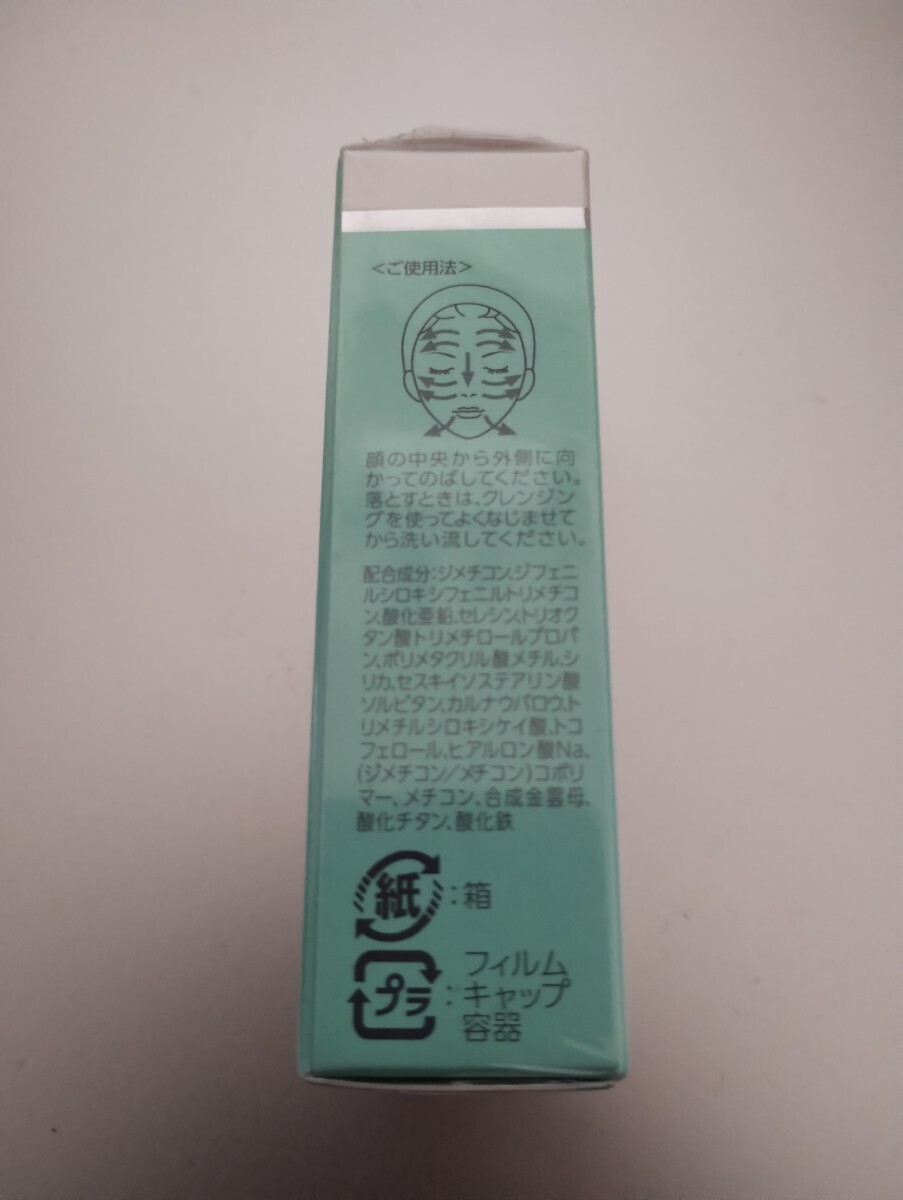 <ご使用法>
顔の中央から外側に向
かってのばしてください。
落とすときは、クレンジン
グを使ってよくなじませて
から洗い流してください。
配合成分:ジメチコン、ジフェニ
ルシロキシフェニルトリメチコ
ン、酸化亜鉛、セレシン、トリオク
タン酸トリメチロールプロパ
ン、ポリメタクリル酸メチル、シ
リカ、セスキイソステアリン酸
ソルビタン、カルナウバロウ、ト
リメチルシロキシケイ酸、トコ
フェロール、ヒアルロン酸Na、
(ジメチコン/メチコン)コポリ
マー、メチコン、合成金雲母、
酸化チタン、酸化鉄
紙:箱
フィルム
プラ:キャップ
容器